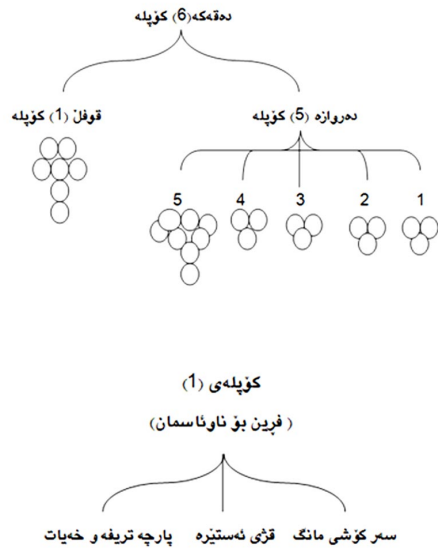 دەقەکە(6) کۆپلە
دەروازە (5) کۆپلە
قوفڵ (1) کۆپلە
1 2 3 4 5
کۆپلەی (1)
( فڕین بۆ ناوئاسمان)
سەر کۆشی مانگ
قژی ئەستێرە
پارچە تریفە و خەیات